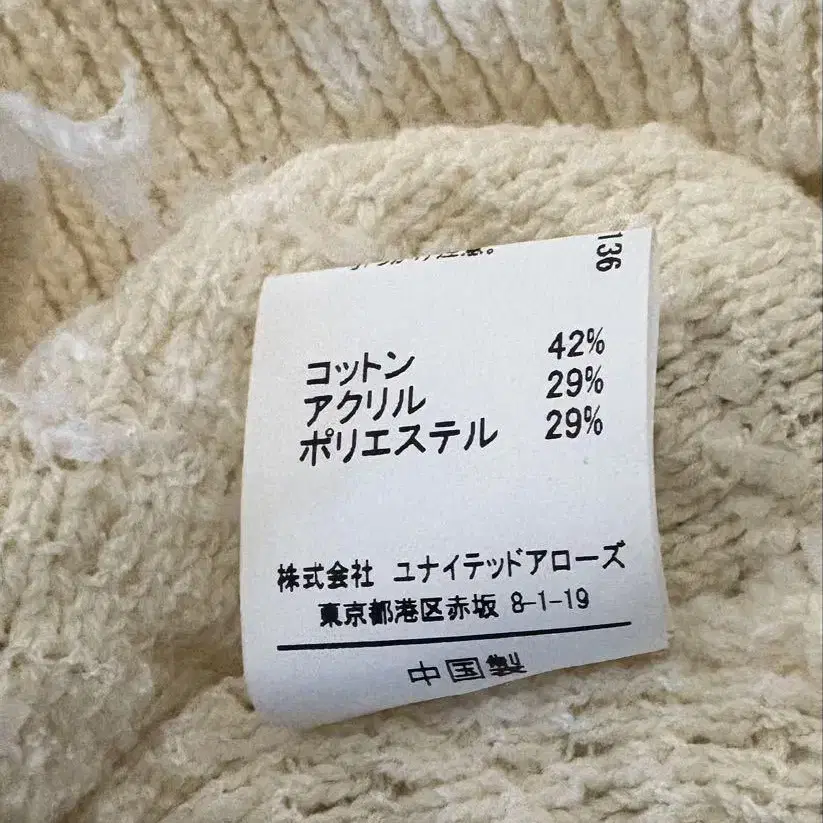 136
コットン 42%
アクリル 29%
ポリエステル 29%
株式会社 ユナイテッドアローズ
東京都港区赤坂 8-1-19
中国製